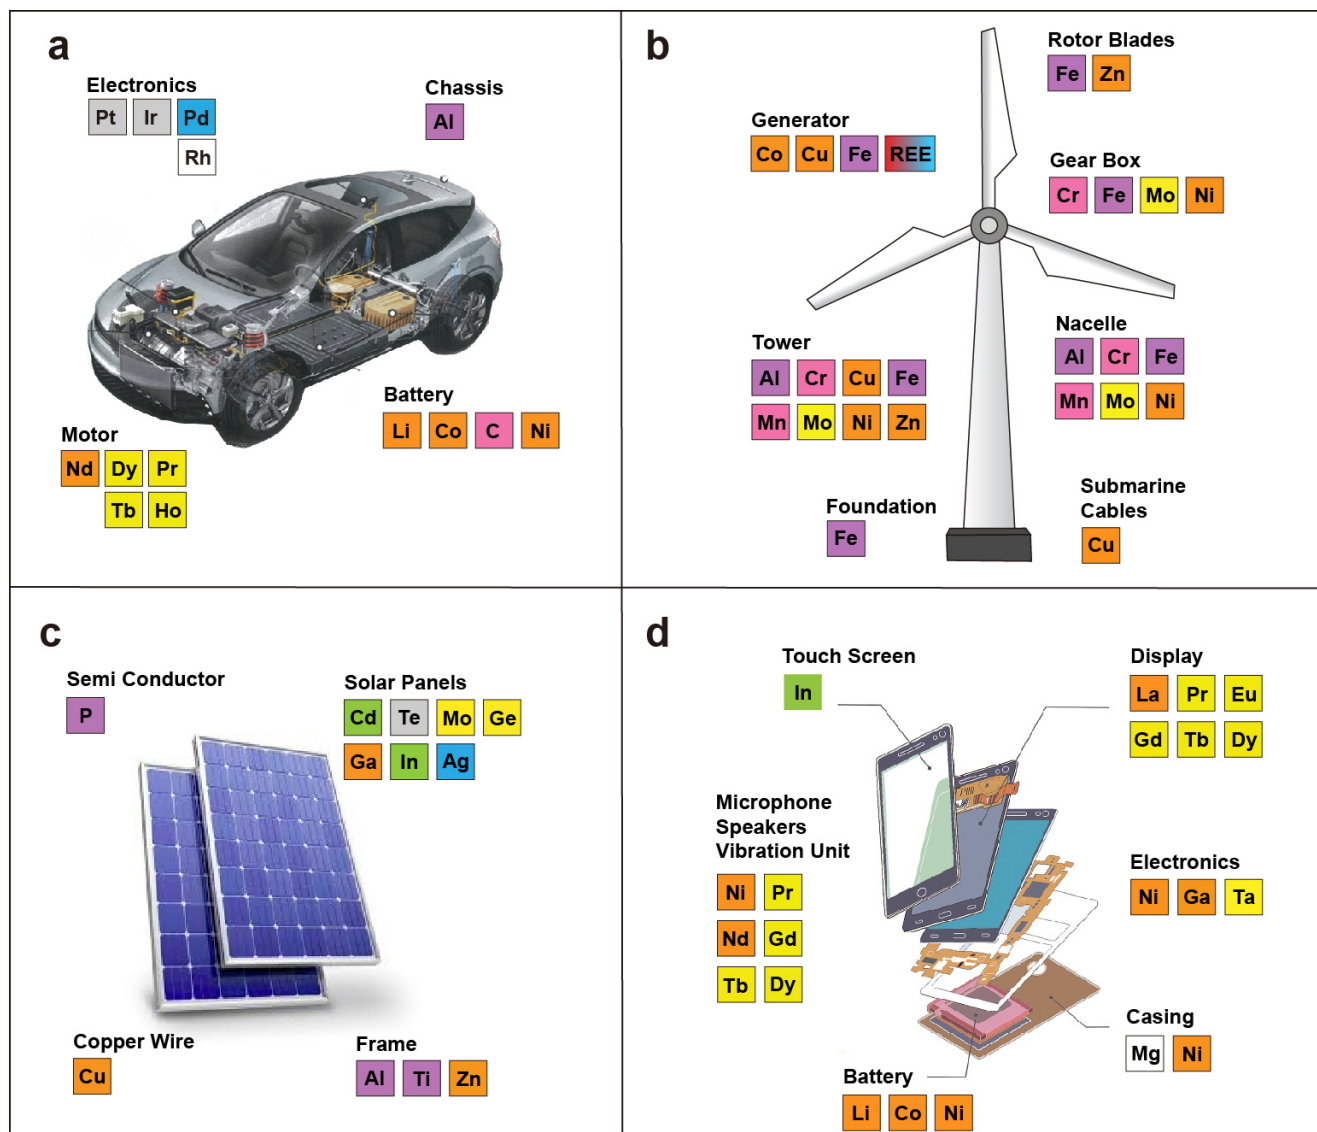 a
Electronics
Pt Ir Pd
Rh
Chassis
Al
Battery
Li Co C Ni
Motor
Nd Dy Pr
Tb Ho
b
Rotor Blades
Fe Zn
Generator
Co Cu Fe REE
Gear Box
Cr Fe Mo Ni
Tower
Al Cr Cu Fe
Mn Mo Ni Zn
Nacelle
Al Cr Fe
Mn Mo Ni
Foundation
Fe
Submarine
Cables
Cu
c
Semi Conductor
P
Solar Panels
Cd Te Mo Ge
Ga In Ag
Copper Wire
Cu
Frame
Al Ti Zn
d
Touch Screen
In
Display
La Pr Eu
Gd Tb Dy
Microphone
Speakers
Vibration Unit
Ni Pr
Nd Gd
Tb Dy
Electronics
Ni Ga Ta
Casing
Mg Ni
Battery
Li Co Ni